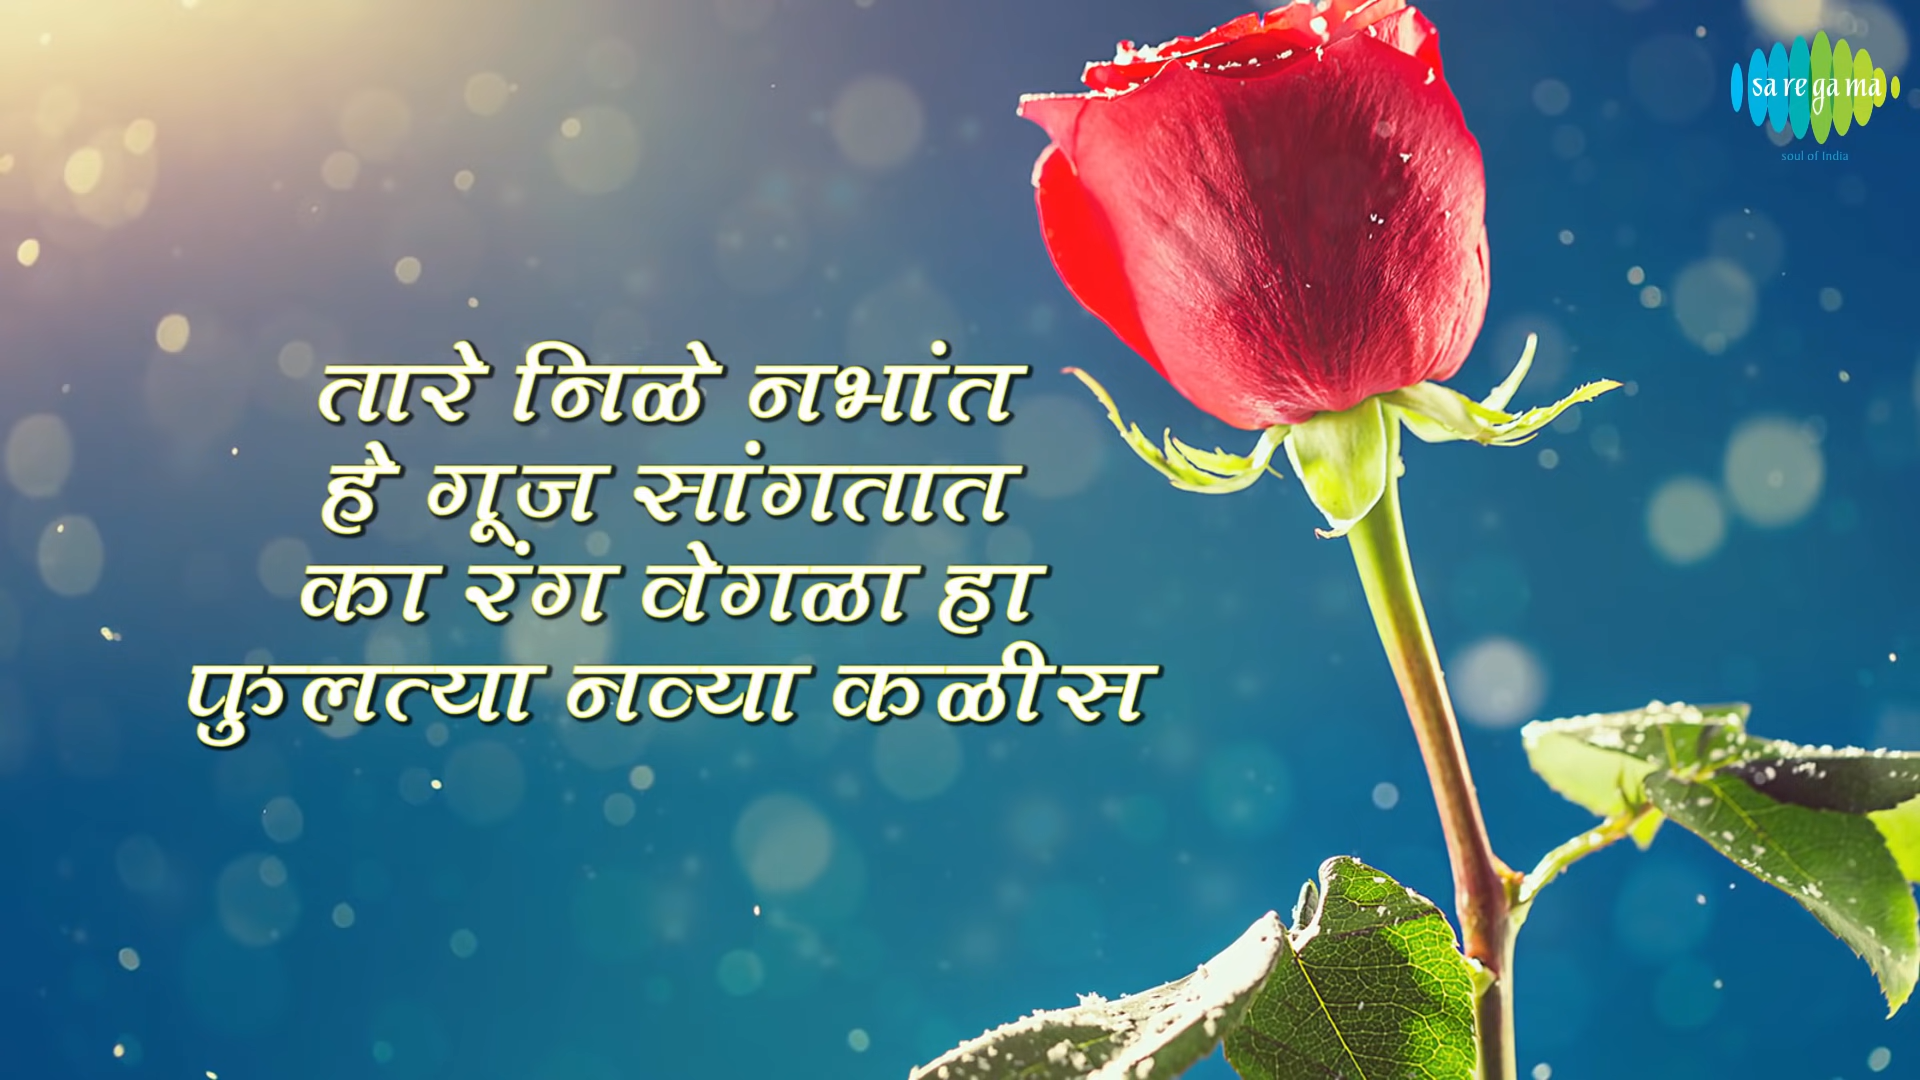 sa re ga ma
soul of India
तारे निळे नभांत
हे गूज सांगतात
का रंग वेगळा हा
फुलत्या नव्या कळीस